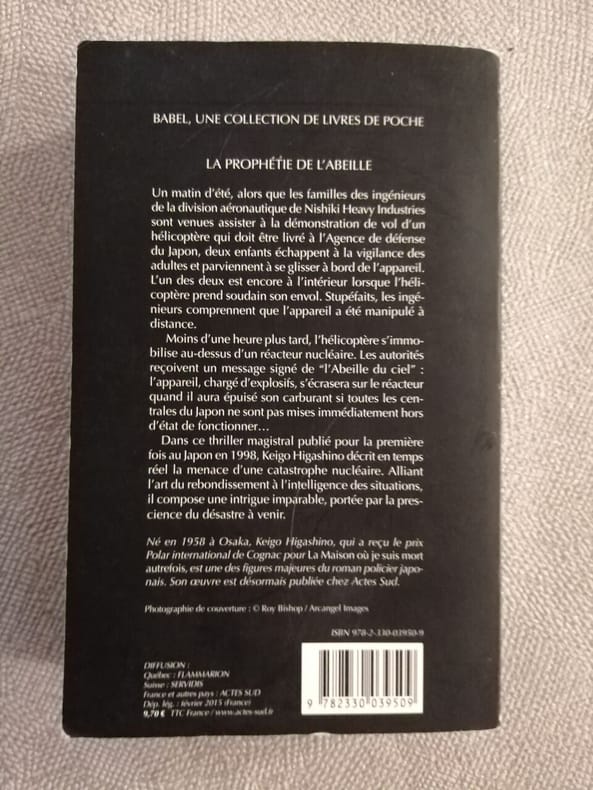 BABEL, UNE COLLECTION DE LIVRES DE POCHE
LA PROPHÉTIE DE L'ABEILLE
Un matin d'été, alors que les familles des ingénieurs
de la division aéronautique de Nishiki Heavy Industries
sont venues assister à la démonstration de vol d'un
hélicoptère qui doit être livré à l'Agence de défense
du Japon, deux enfants échappent à la vigilance des
adultes et parviennent à se glisser à bord de l'appareil.
L'un des deux est encore à l'intérieur lorsque l'héli-
coptère prend soudain son envol. Stupéfaits, les ingé-
nieurs comprennent que l'appareil a été manipulé à
distance.
Moins d'une heure plus tard, l'hélicoptère s'immo-
bilise au-dessus d'un réacteur nucléaire. Les autorités
reçoivent un message signé de "l'Abeille du ciel" :
l'appareil, chargé d'explosifs, s'écrasera sur le réacteur
quand il aura épuisé son carburant si toutes les cen-
trales du Japon ne sont pas mises immédiatement hors
d'état de fonctionner…
Dans ce thriller magistral publié pour la première
fois au Japon en 1998, Keigo Higashino décrit en temps
réel la menace d'une catastrophe nucléaire. Alliant
l'art du rebondissement à l'intelligence des situations,
il compose une intrigue imparable, portée par la pres-
cience du désastre à venir.
Né en 1958 à Osaka, Keigo Higashino, qui a reçu le prix
Polar international de Cognac pour La Maison où je suis mort
autrefois, est une des figures majeures du roman policier japo-
nais. Son œuvre est désormais publiée chez Actes Sud.
Photographie de couverture : © Roy Bishop / Arcangel Images
ISBN 978-2-330-03950-9
DIFFUSION :
Québec : FLAMMARION
Suisse : SERVIDIS
France et autres pays : ACTES SUD
Dép. lég. : février 2015 (France)
9,70 € TTC France / www.actes-sud.fr
9 782330 039509